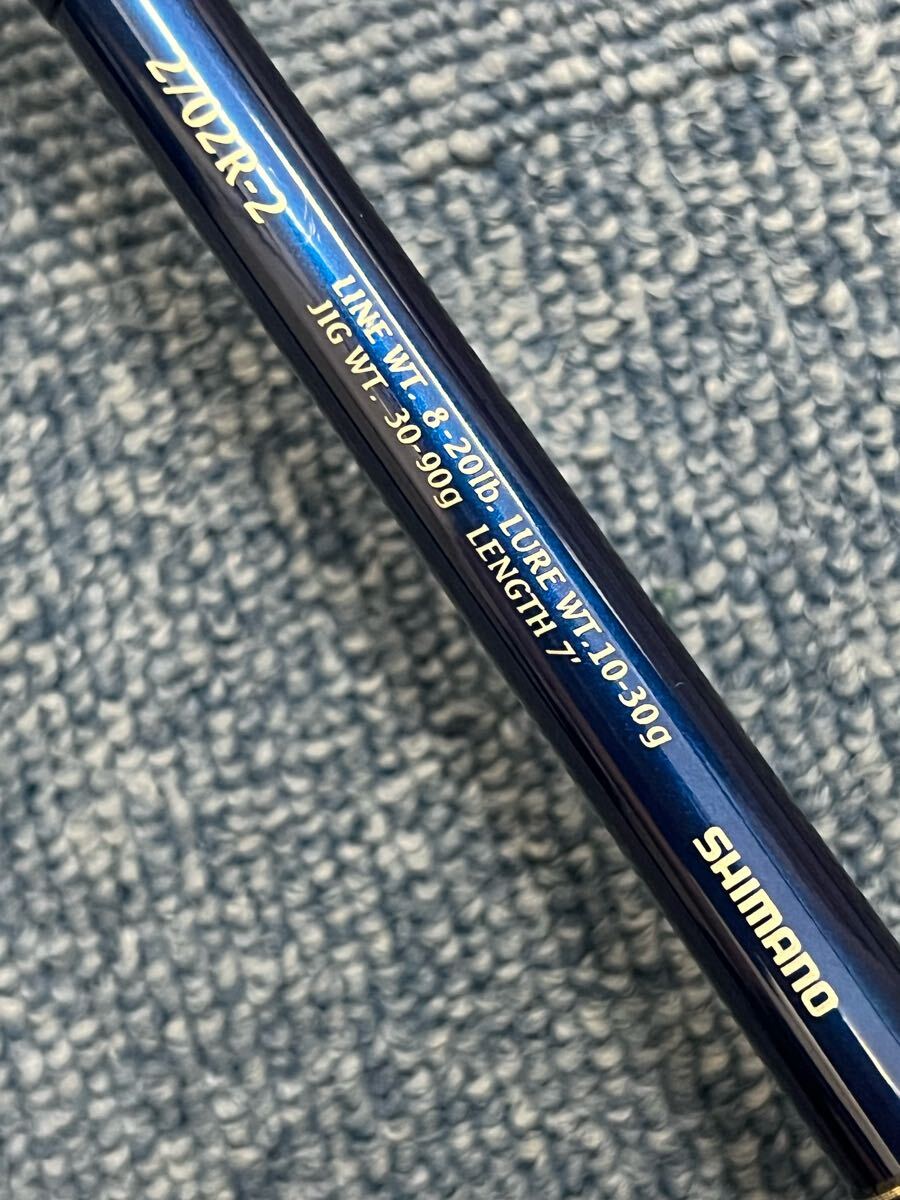 2702R-2
LINE WT. 8-20lb. LURE WT. 10-30g
JIG WT. 30-90g LENGTH 7'
SHIMANO